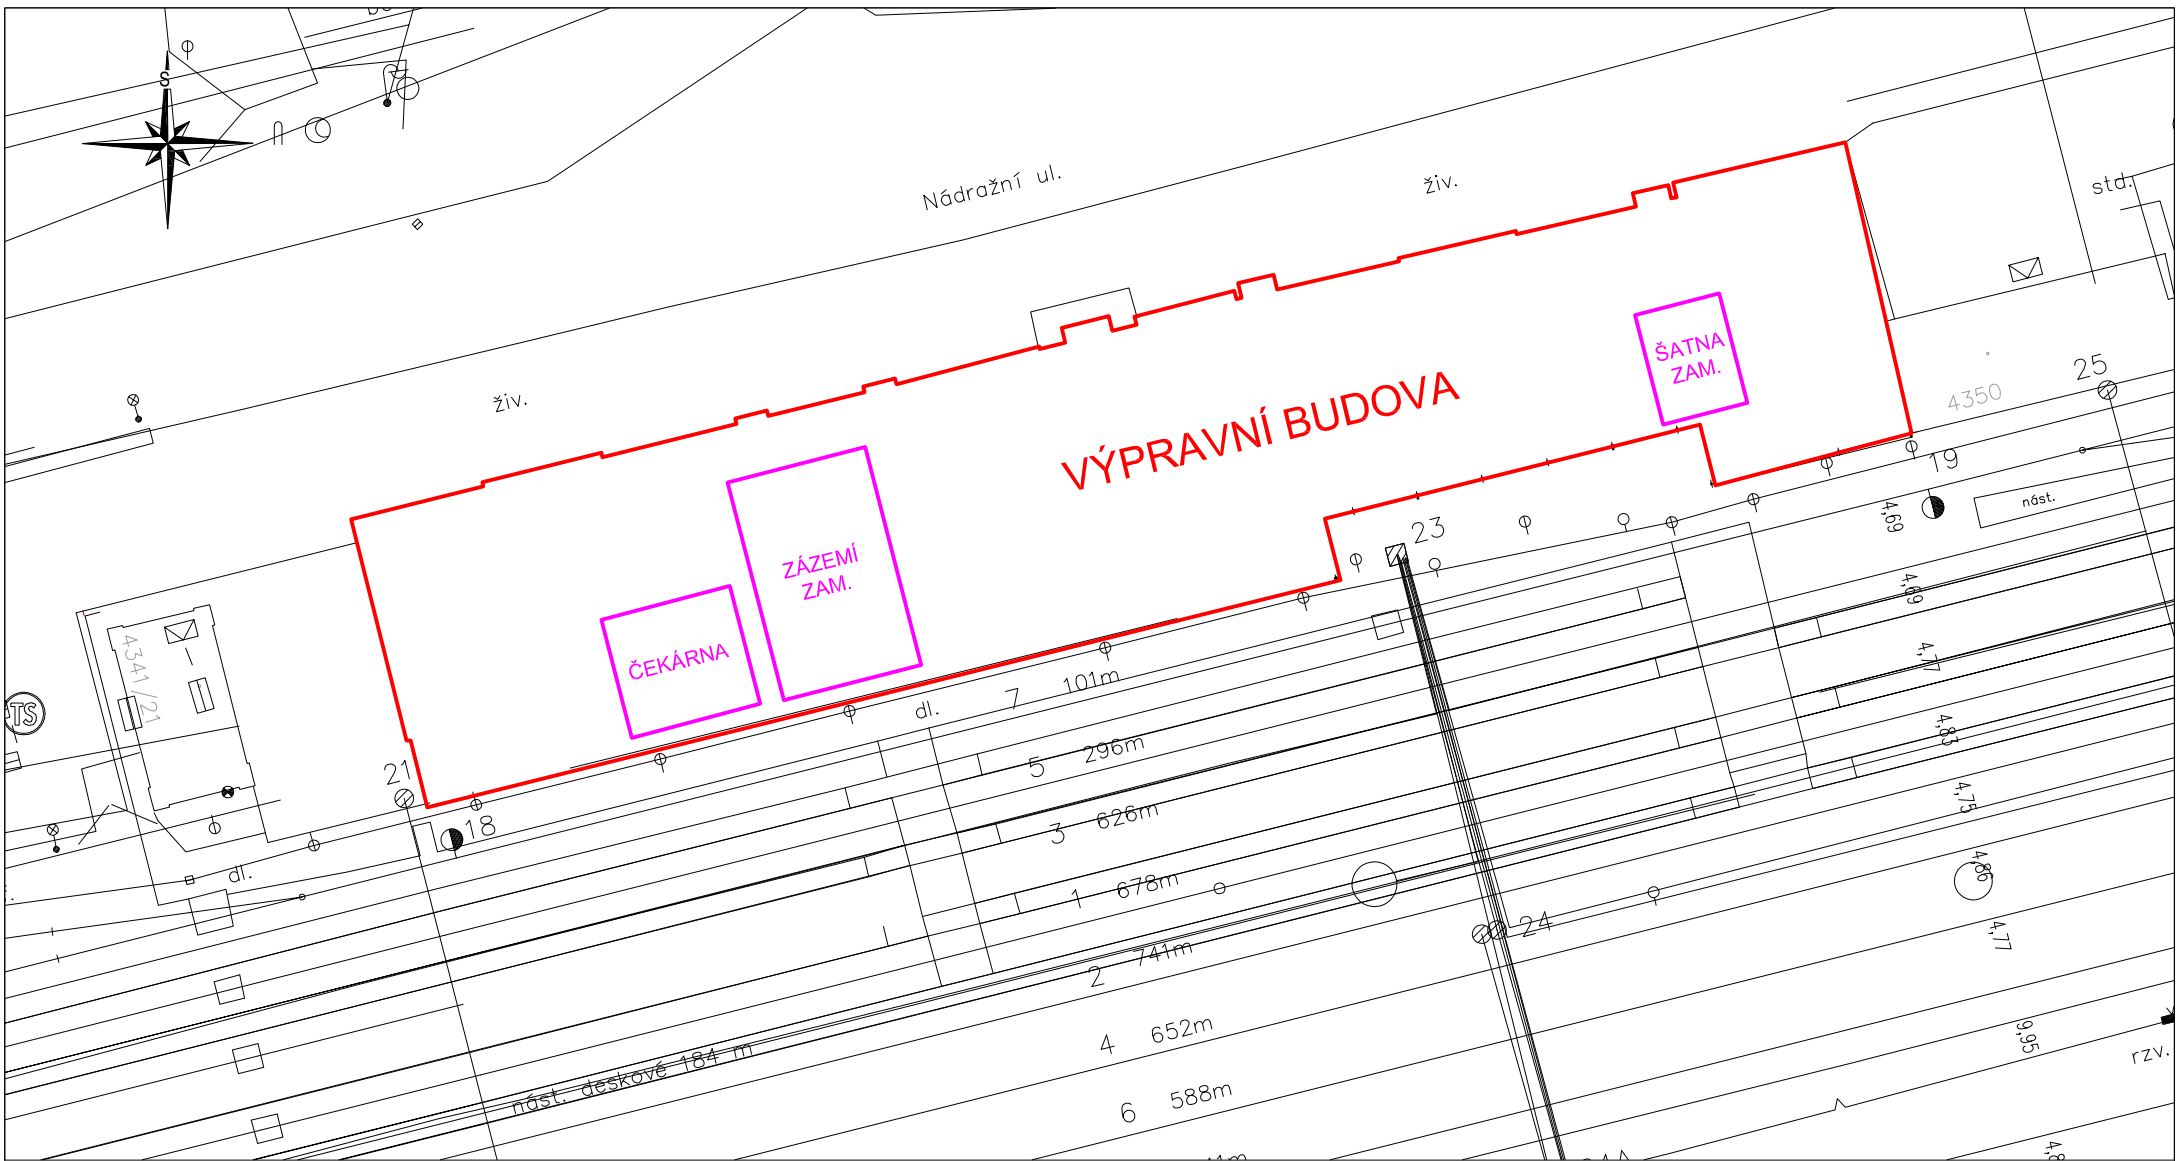 S
Nádražní ul.
živ.
std.
živ.
VÝPRAVNÍ BUDOVA
ŠATNA
ZAM.
ZÁZEMÍ
ZAM.
ČEKÁRNA
25
4350
19
nást.
23
4,69
4,69
4,77
4,83
4,75
4,86
4,77
9,95
4341/21
TS
21
18
dl.
dl.
7 101m
5 296m
3 626m
1 678m
2 741m
4 652m
6 588m
24
nást. deskové 184 m
rzv.